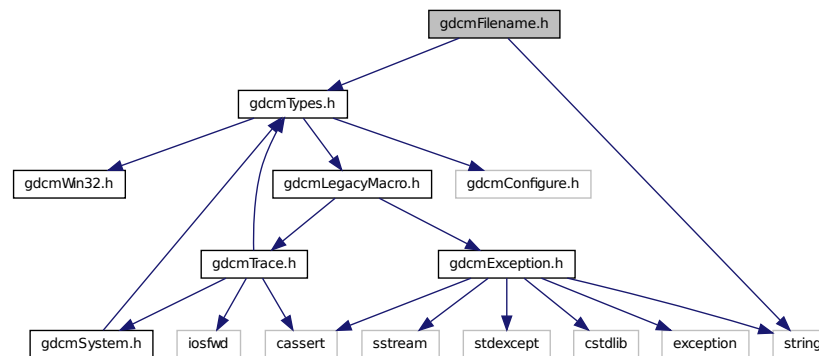 gdcmFilename.h
gdcmTypes.h
gdcmWin32.h
gdcmLegacyMacro.h
gdcmConfigure.h
gdcmTrace.h
gdcmException.h
gdcmSystem.h
iosfwd
cassert
sstream
stdexcept
cstdlib
exception
string